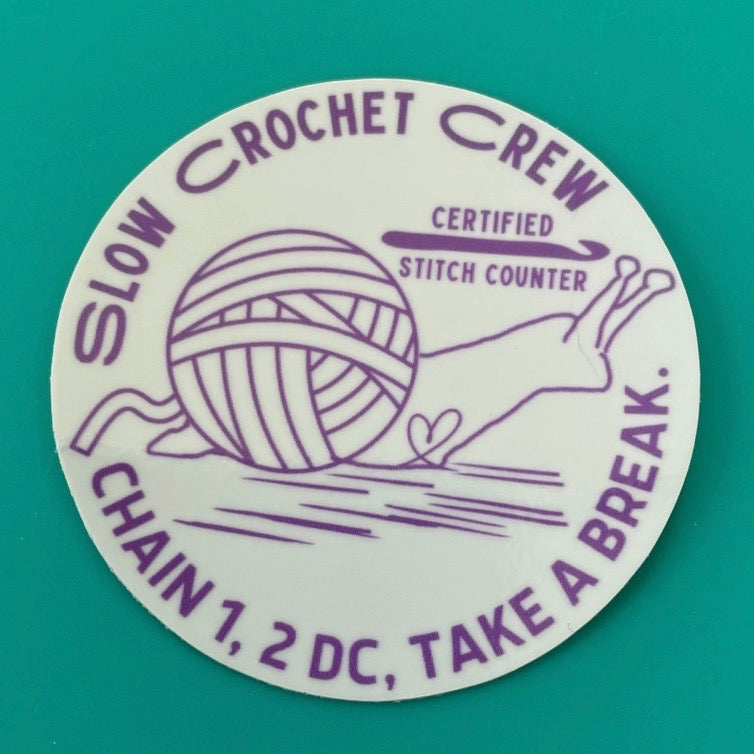 SLOW CROCHET CREW
CERTIFIED
STITCH COUNTER
CHAIN 1, 2 DC, TAKE A BREAK.